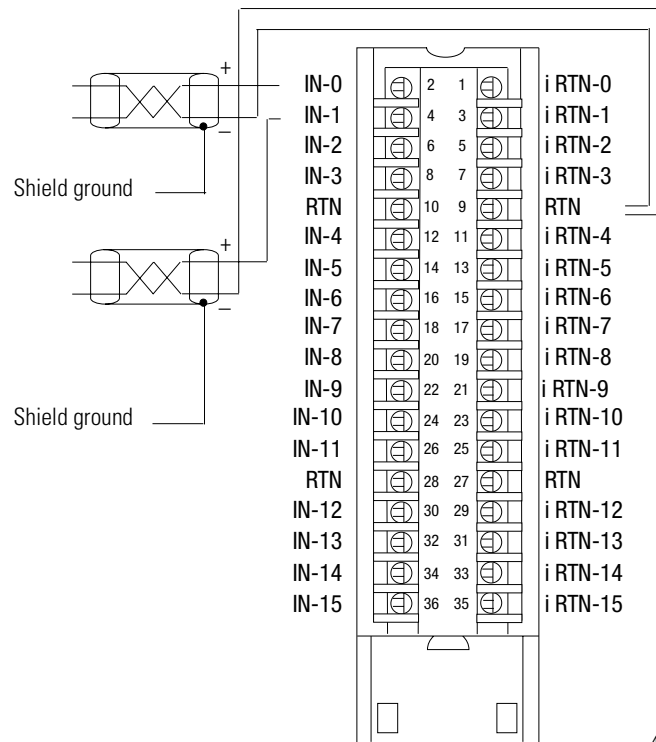 +
IN-0 2 1 i RTN-0
IN-1 4 3 i RTN-1
–
IN-2 6 5 i RTN-2
IN-3 8 7 i RTN-3
Shield ground
RTN 10 9 RTN
IN-4 12 11 i RTN-4
+
IN-5 14 13 i RTN-5
IN-6 16 15 i RTN-6
–
IN-7 18 17 i RTN-7
IN-8 20 19 i RTN-8
IN-9 22 21 i RTN-9
Shield ground
IN-10 24 23 i RTN-10
IN-11 26 25 i RTN-11
RTN 28 27 RTN
IN-12 30 29 i RTN-12
IN-13 32 31 i RTN-13
IN-14 34 33 i RTN-14
IN-15 36 35 i RTN-15